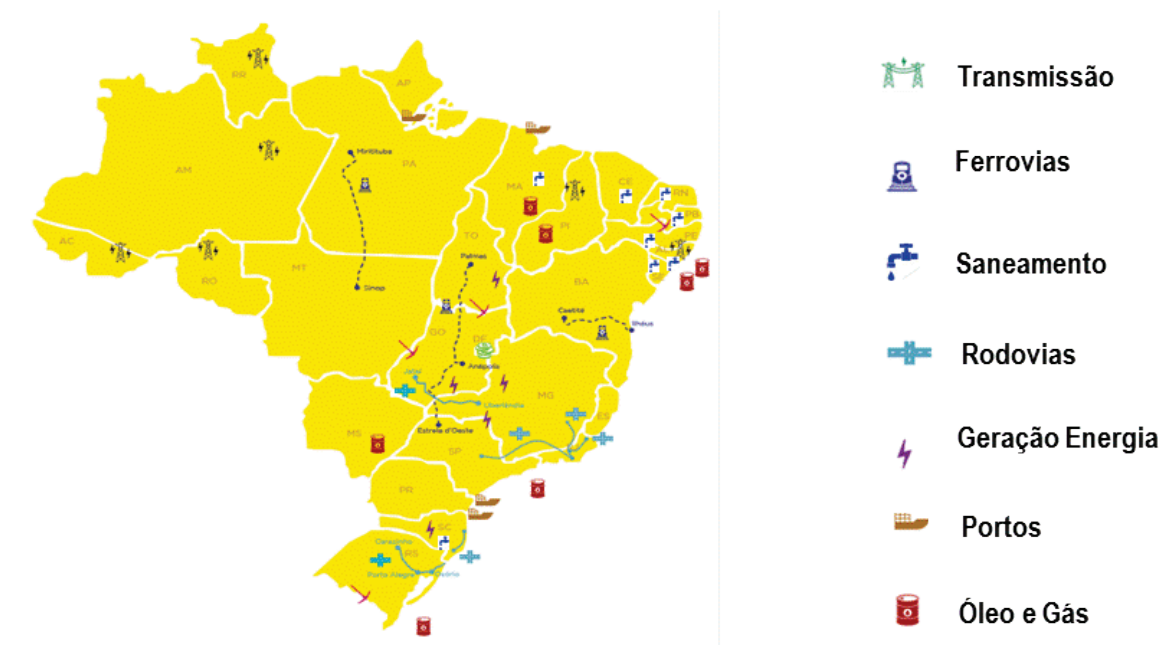 RR
AP
Miritituba
PA
AM
MA
CE
RN
PB
PI
PE
AC
TO
Palmas
RO
MT
Sinop
BA
Caetité
Ilhéus
GO
DF
Anápolis
Jataí
Uberlândia
MG
ES
Estrela d'Oeste
MS
SP
PR
SC
Carazinho
RS
Porto Alegre
Osório
Transmissão
Ferrovias
Saneamento
Rodovias
Geração Energia
Portos
Óleo e Gás